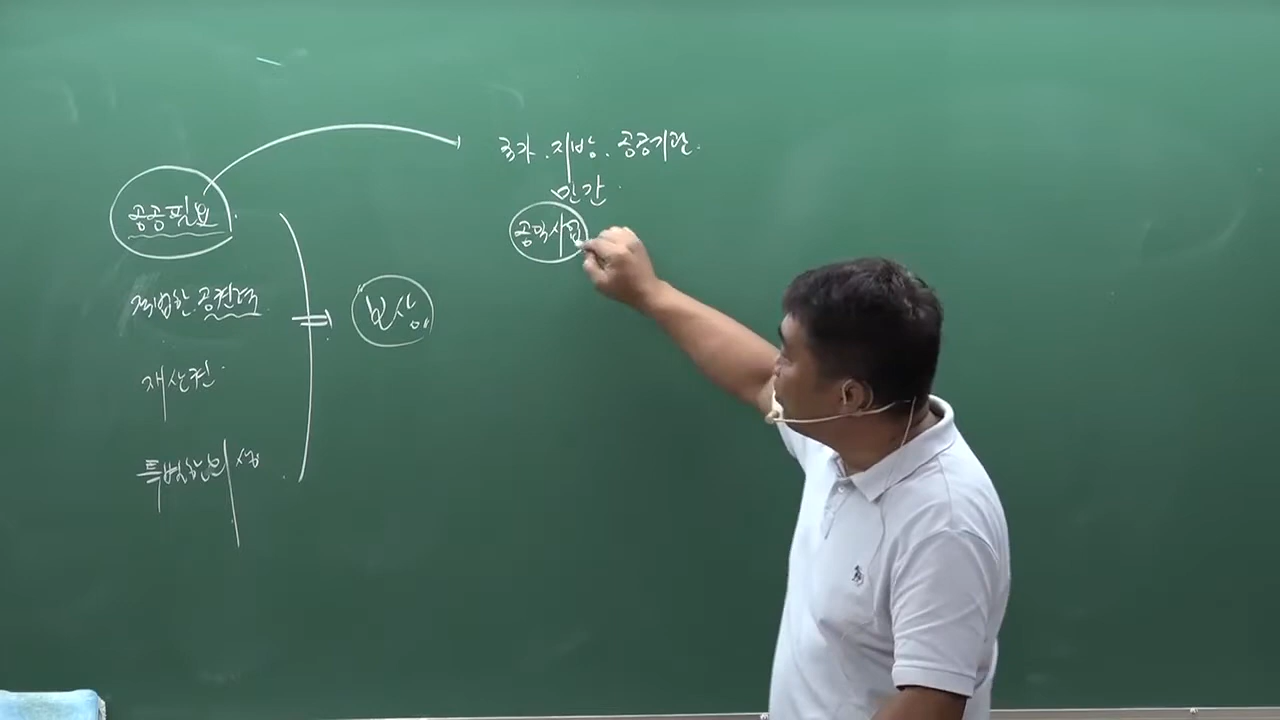 공공필요
적법한 공권력
재산권
특별한 희생
보상
국가 · 지방 · 공공기관
민간
공익사업